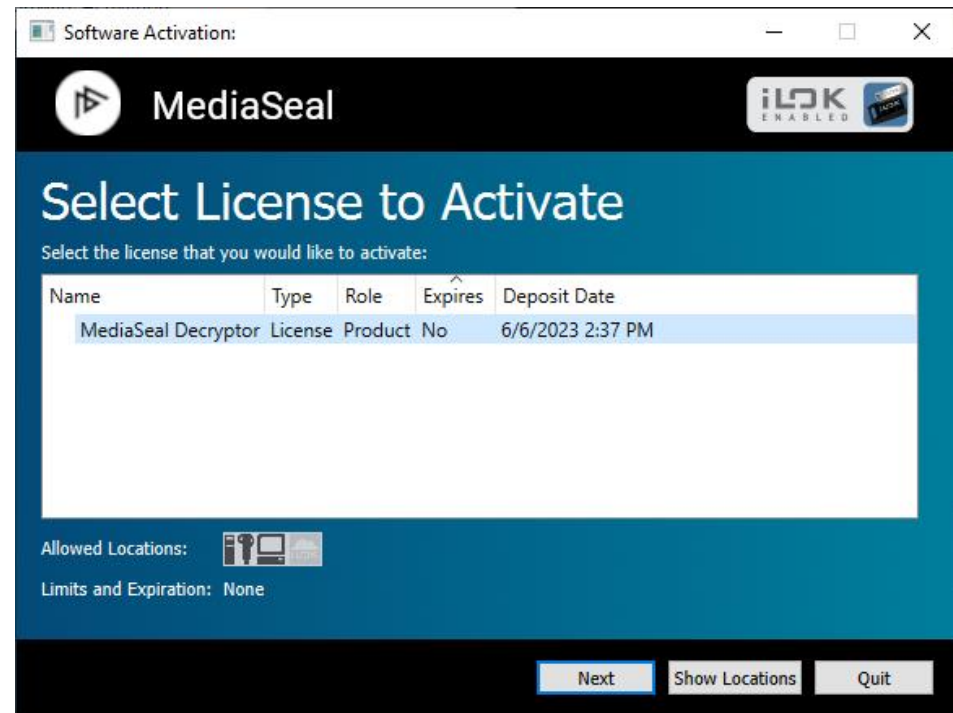 Software Activation:
MediaSeal
iLOK
ENABLED
Select License to Activate
Select the license that you would like to activate:
Name Type Role Expires Deposit Date
MediaSeal Decryptor License Product No 6/6/2023 2:37 PM
Allowed Locations:
Limits and Expiration: None
Next Show Locations Quit